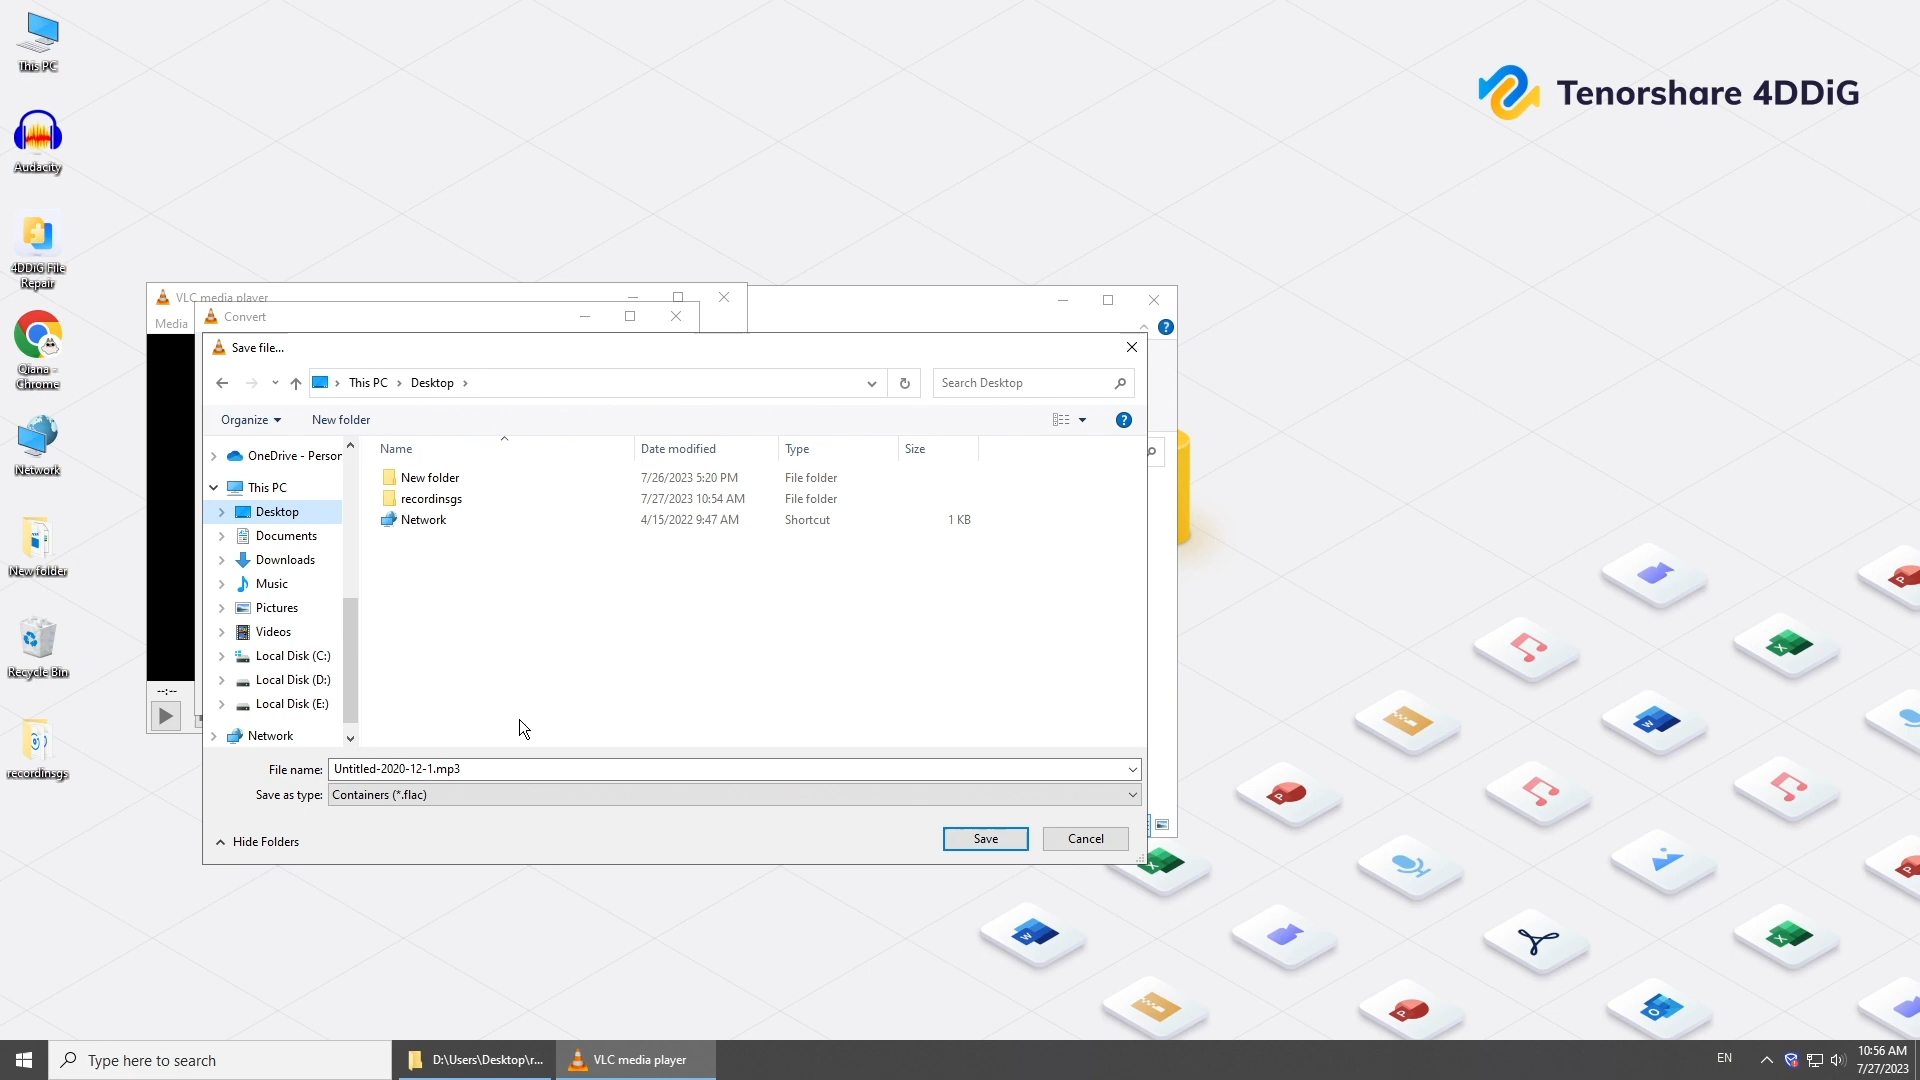 This PC
Audacity
4DDiG File
Repair
Qiana -
Chrome
Network
New folder
Recycle Bin
recordinsgs
Tenorshare 4DDiG
VLC media player
Media
Convert
--:--
Save file...
This PC
Desktop
Search Desktop
Organize
New folder
Name
Date modified
Type
Size
OneDrive - Person
This PC
Desktop
Documents
Downloads
Music
Pictures
Videos
Local Disk (C:)
Local Disk (D:)
Local Disk (E:)
Network
New folder 7/26/2023 5:20 PM File folder
recordinsgs 7/27/2023 10:54 AM File folder
Network 4/15/2022 9:47 AM Shortcut 1 KB
File name: Untitled-2020-12-1.mp3
Save as type: Containers (*.flac)
Hide Folders
Save
Cancel
Type here to search
D:\Users\Desktop\r...
VLC media player
EN
10:56 AM
7/27/2023